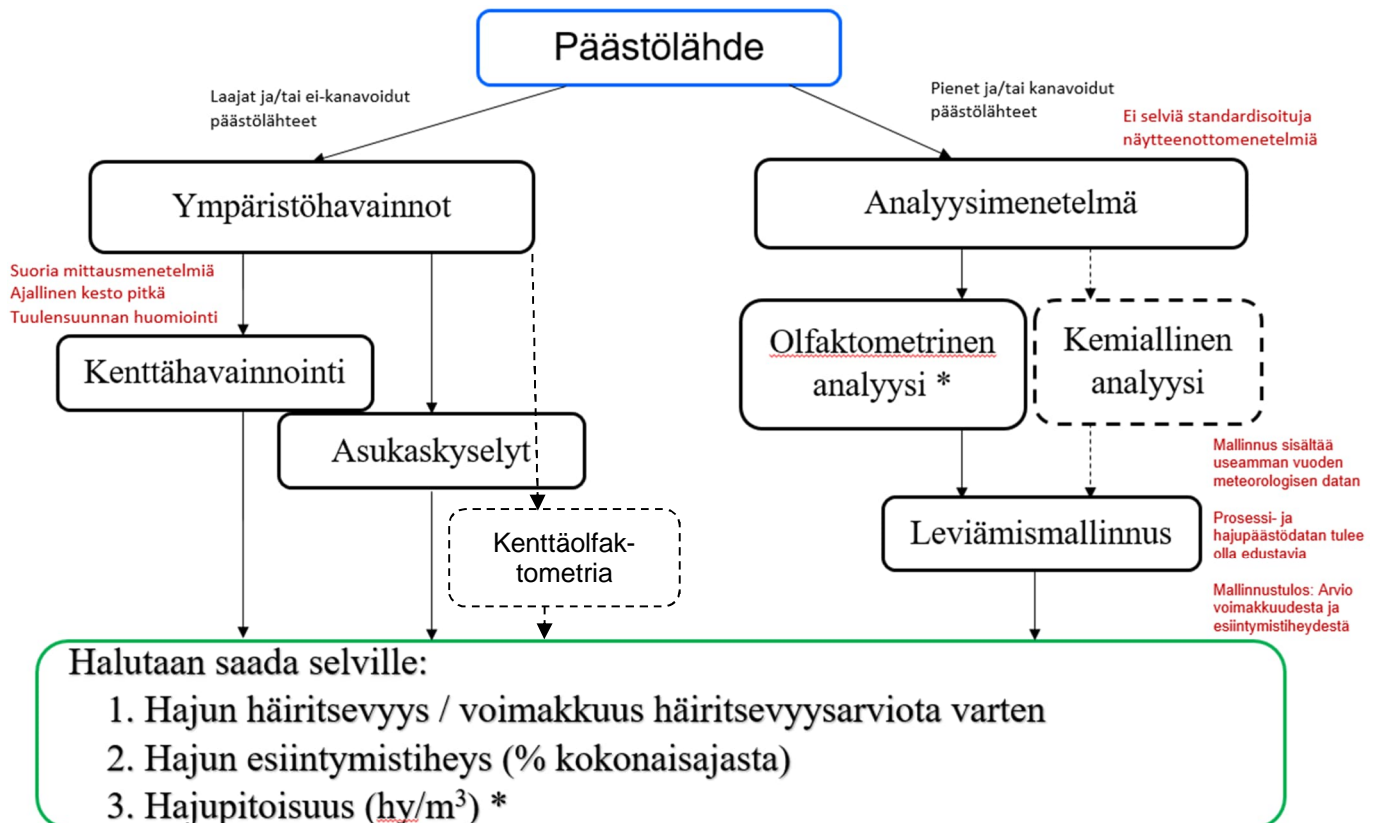 Päästölähde
Laajat ja/tai ei-kanavoidut
päästölähteet
Pienet ja/tai kanavoidut
päästölähteet
Ei selviä standardisoituja
näytteenottomenetelmiä
Ympäristöhavainnot
Analyysimenetelmä
Suoria mittausmenetelmiä
Ajallinen kesto pitkä
Tuulensuunnan huomiointi
Kenttähavainnointi
Asukaskyselyt
Kenttäolfak-
tometria
Olfaktometrinen
analyysi *
Kemiallinen
analyysi
Mallinnus sisältää
useamman vuoden
meteorologisen datan
Leviämismallinnus
Prosessi- ja
hajupäästödatan tulee
olla edustavia
Mallinnustulos: Arvio
voimakkuudesta ja
esiintymistiheydestä
Halutaan saada selville:
1. Hajun häiritsevyys / voimakkuus häiritsevyysarviota varten
2. Hajun esiintymistiheys (% kokonaisajasta)
3. Hajupitoisuus (hy/m³) *